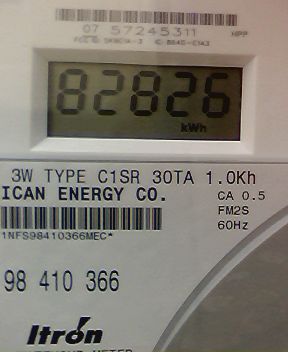 07 57245311 HPP
82826
kWh
3W TYPE C1SR 30TA 1.0Kh
ICAN ENERGY CO. CA 0.5
FM2S
60Hz
1NFS98410366MEC*
98 410 366
Itron